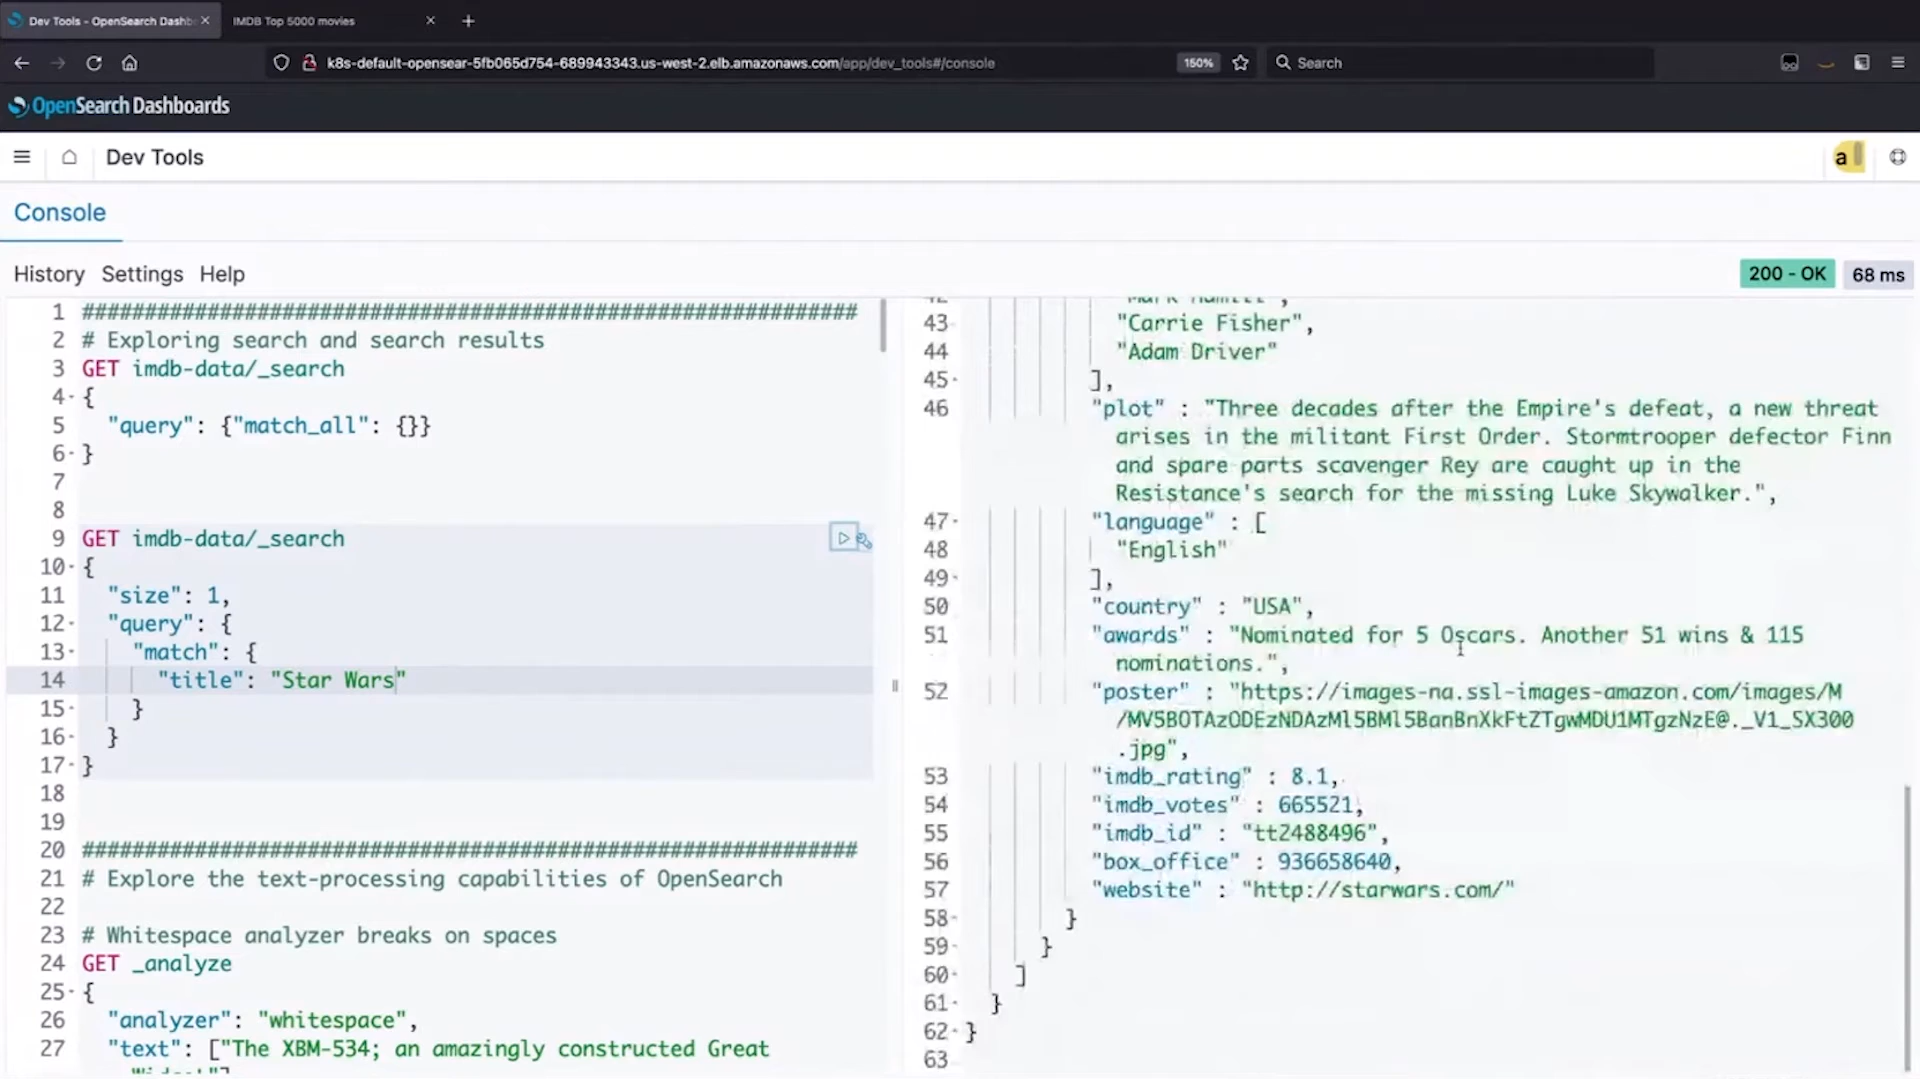 Dev Tools - OpenSearch Dashb
IMDB Top 5000 movies
k8s-default-opensear-5fb065d754-689943343.us-west-2.elb.amazonaws.com/app/dev_tools#/console
150%
Search
OpenSearch Dashboards
Dev Tools
a
Console
History Settings Help
200 - OK
68 ms
1 ##############################################################
2 # Exploring search and search results
3 GET imdb-data/_search
4 {
5 "query": {"match_all": {}}
6 }
7
8
9 GET imdb-data/_search
10 {
11 "size": 1,
12 "query": {
13 "match": {
14 "title": "Star Wars"
15 }
16 }
17 }
18
19
20 ##############################################################
21 # Explore the text-processing capabilities of OpenSearch
22
23 # Whitespace analyzer breaks on spaces
24 GET _analyze
25 {
26 "analyzer": "whitespace",
27 "text": ["The XBM-534; an amazingly constructed Great
Widget"]
42 "Mark Hamill",
43 "Carrie Fisher",
44 "Adam Driver"
45 ],
46 "plot" : "Three decades after the Empire's defeat, a new threat
arises in the militant First Order. Stormtrooper defector Finn
and spare parts scavenger Rey are caught up in the
Resistance's search for the missing Luke Skywalker.",
47 "language" : [
48 "English"
49 ],
50 "country" : "USA",
51 "awards" : "Nominated for 5 Oscars. Another 51 wins & 115
nominations.",
52 "poster" : "https://images-na.ssl-images-amazon.com/images/M
/MV5BOTAzODEzNDAzMl5BMl5BanBnXkFtZTgwMDU1MTgzNzE@._V1_SX300
.jpg",
53 "imdb_rating" : 8.1,
54 "imdb_votes" : 665521,
55 "imdb_id" : "tt2488496",
56 "box_office" : 936658640,
57 "website" : "http://starwars.com/"
58 }
59 }
60 ]
61 }
62 }
63